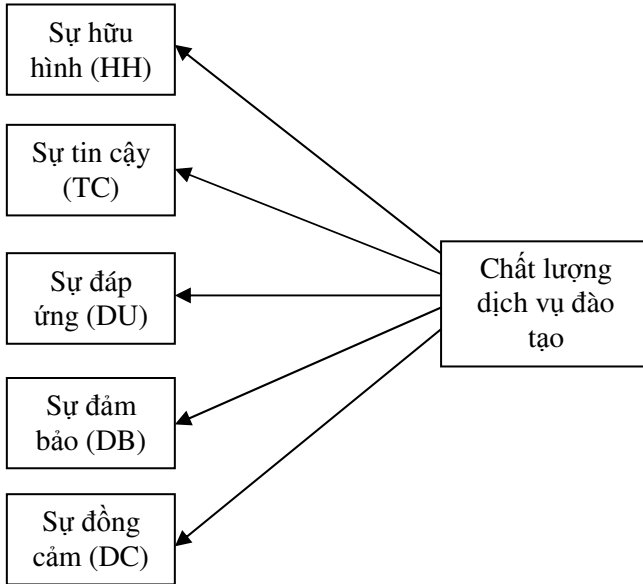 Sự hữu
hình (HH)
Sự tin cậy
(TC)
Sự đáp
ứng (DU)
Sự đảm
bảo (DB)
Sự đồng
cảm (DC)
Chất lượng
dịch vụ đào
tạo